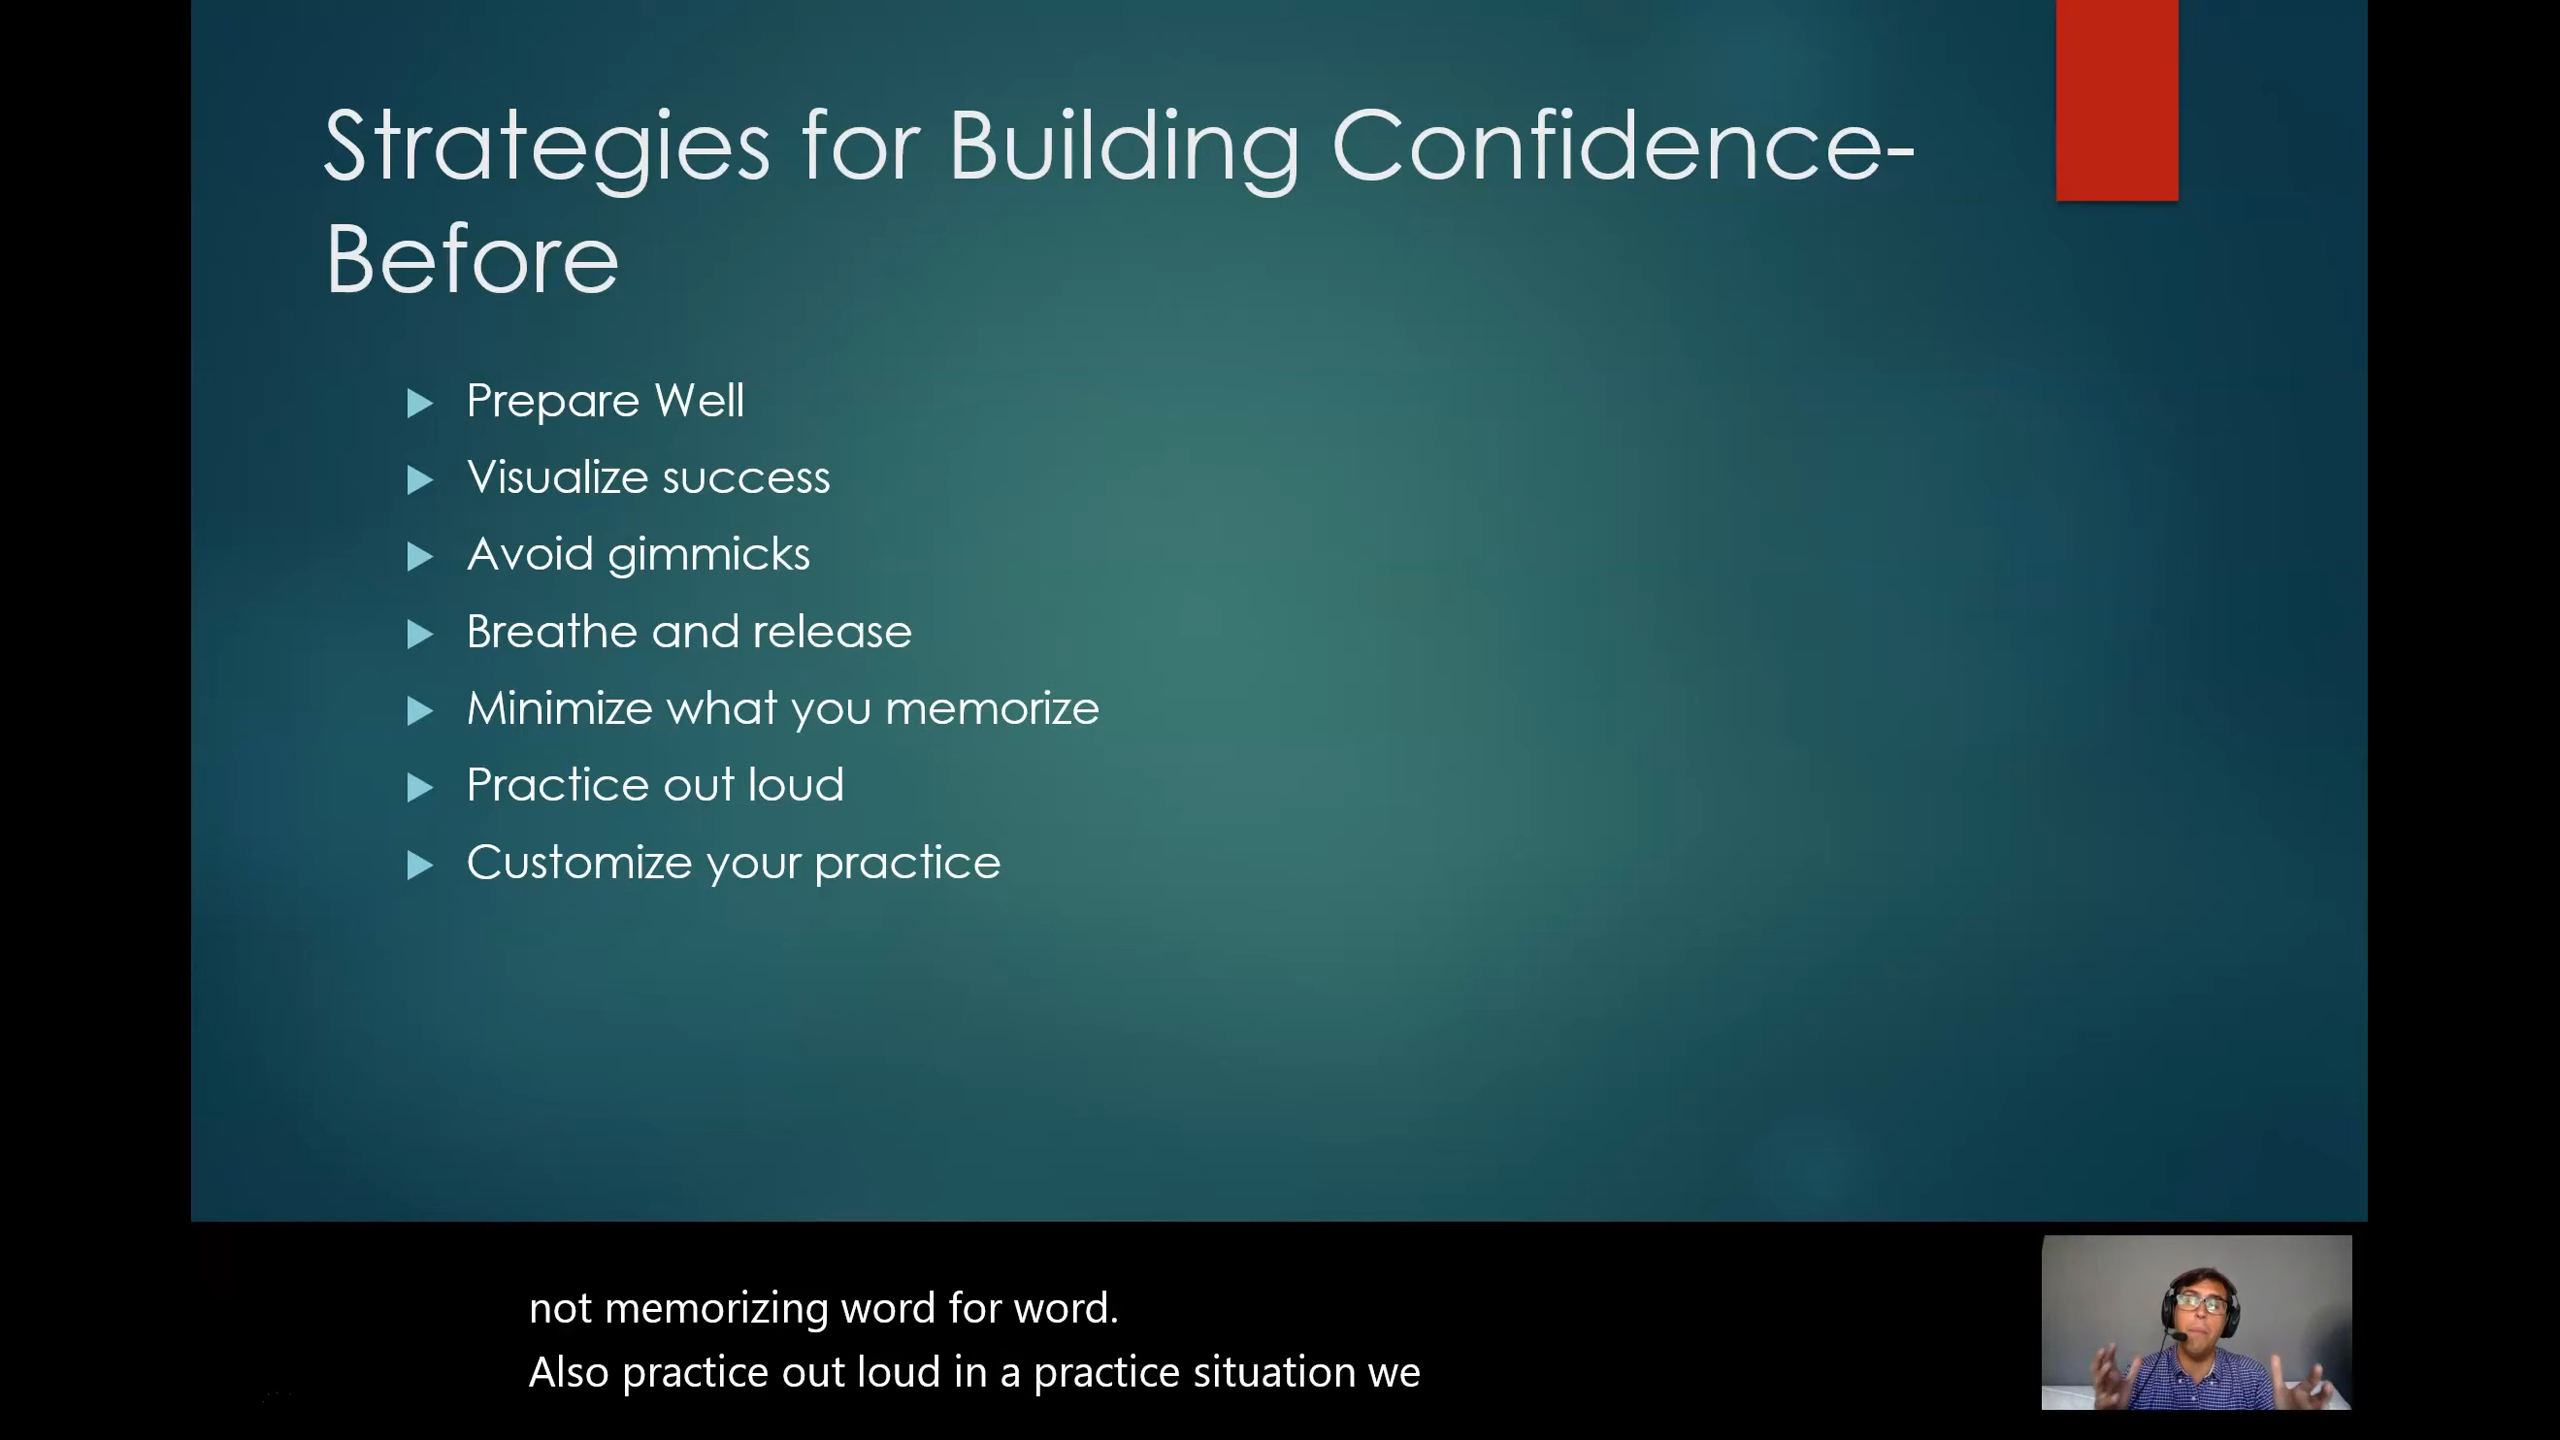 Strategies for Building Confidence-
Before
Prepare Well
Visualize success
Avoid gimmicks
Breathe and release
Minimize what you memorize
Practice out loud
Customize your practice
not memorizing word for word.
Also practice out loud in a practice situation we